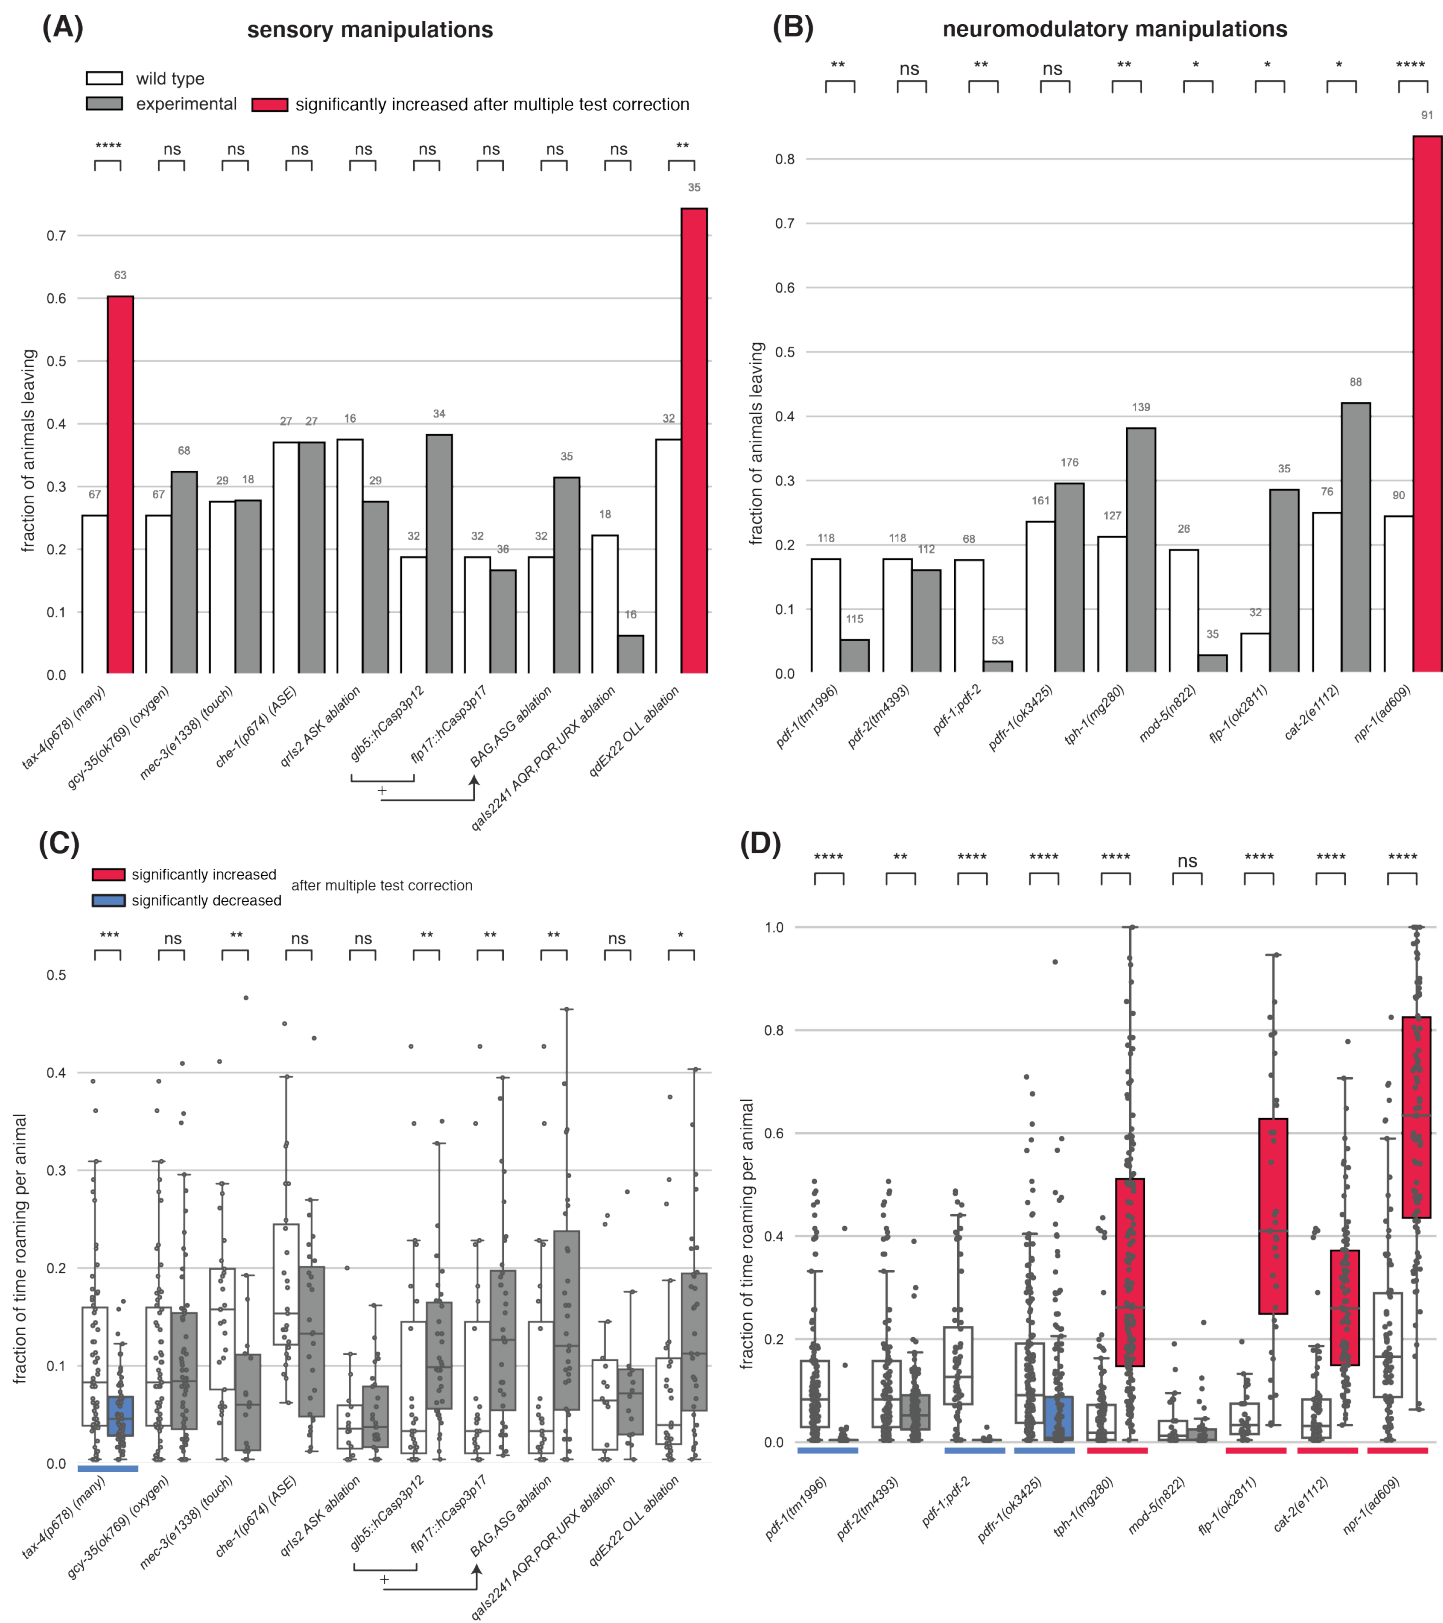 (A) sensory manipulations
wild type
experimental
significantly increased after multiple test correction
**** ns ns ns ns ns ns ns ns **
fraction of animals leaving
0.7
0.6
0.5
0.4
0.3
0.2
0.1
0.0
67 63 67 68 29 18 27 27 16 29 32 34 32 36 32 35 18 16 32 35
tax-4(p678) (many)
gcy-35(ok769) (oxygen)
mec-3(e1338) (touch)
che-1(p674) (ASE)
qrIs2 ASK ablation
glb5::hCasp3p12
flp17::hCasp3p17
BAG,ASG ablation
qaIs2241 AQR,PQR,URX ablation
qdEx22 OLL ablation
+
(B) neuromodulatory manipulations
** ns ** ns ** * * * ****
fraction of animals leaving
0.8
0.7
0.6
0.5
0.4
0.3
0.2
0.1
0.0
118 115 118 112 68 53 161 176 127 139 26 35 32 35 76 88 90 91
pdf-1(tm1996)
pdf-2(tm4993)
pdf-1;pdf-2
pdfr-1(ok3425)
tph-1(mg280)
mod-5(n822)
flp-1(ok2811)
cat-2(e1112)
npr-1(ad609)
(C)
significantly increased
significantly decreased
after multiple test correction
*** ns ** ns ns ** ** ** ns *
fraction of time roaming per animal
0.5
0.4
0.3
0.2
0.1
0.0
tax-4(p678) (many)
gcy-35(ok769) (oxygen)
mec-3(e1338) (touch)
che-1(p674) (ASE)
qrIs2 ASK ablation
glb5::hCasp3p12
flp17::hCasp3p17
BAG,ASG ablation
qaIs2241 AQR,PQR,URX ablation
qdEx22 OLL ablation
+
(D)
**** ** **** **** **** ns **** **** ****
fraction of time roaming per animal
1.0
0.8
0.6
0.4
0.2
0.0
pdf-1(tm1996)
pdf-2(tm4393)
pdf-1;pdf-2
pdfr-1(ok3425)
tph-1(mg280)
mod-5(n822)
flp-1(ok2811)
cat-2(e1112)
npr-1(ad609)